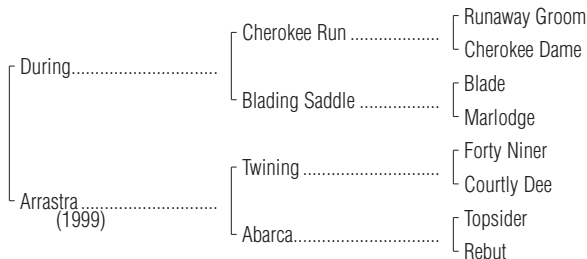 Runaway Groom
Cherokee Run ..................
Cherokee Dame
During.............................
Blade
Blading Saddle ................
Marlodge
Forty Niner
Twining ...........................
Courtly Dee
Arrastra ...........................
(1999)
Topsider
Abarca.............................
Rebut